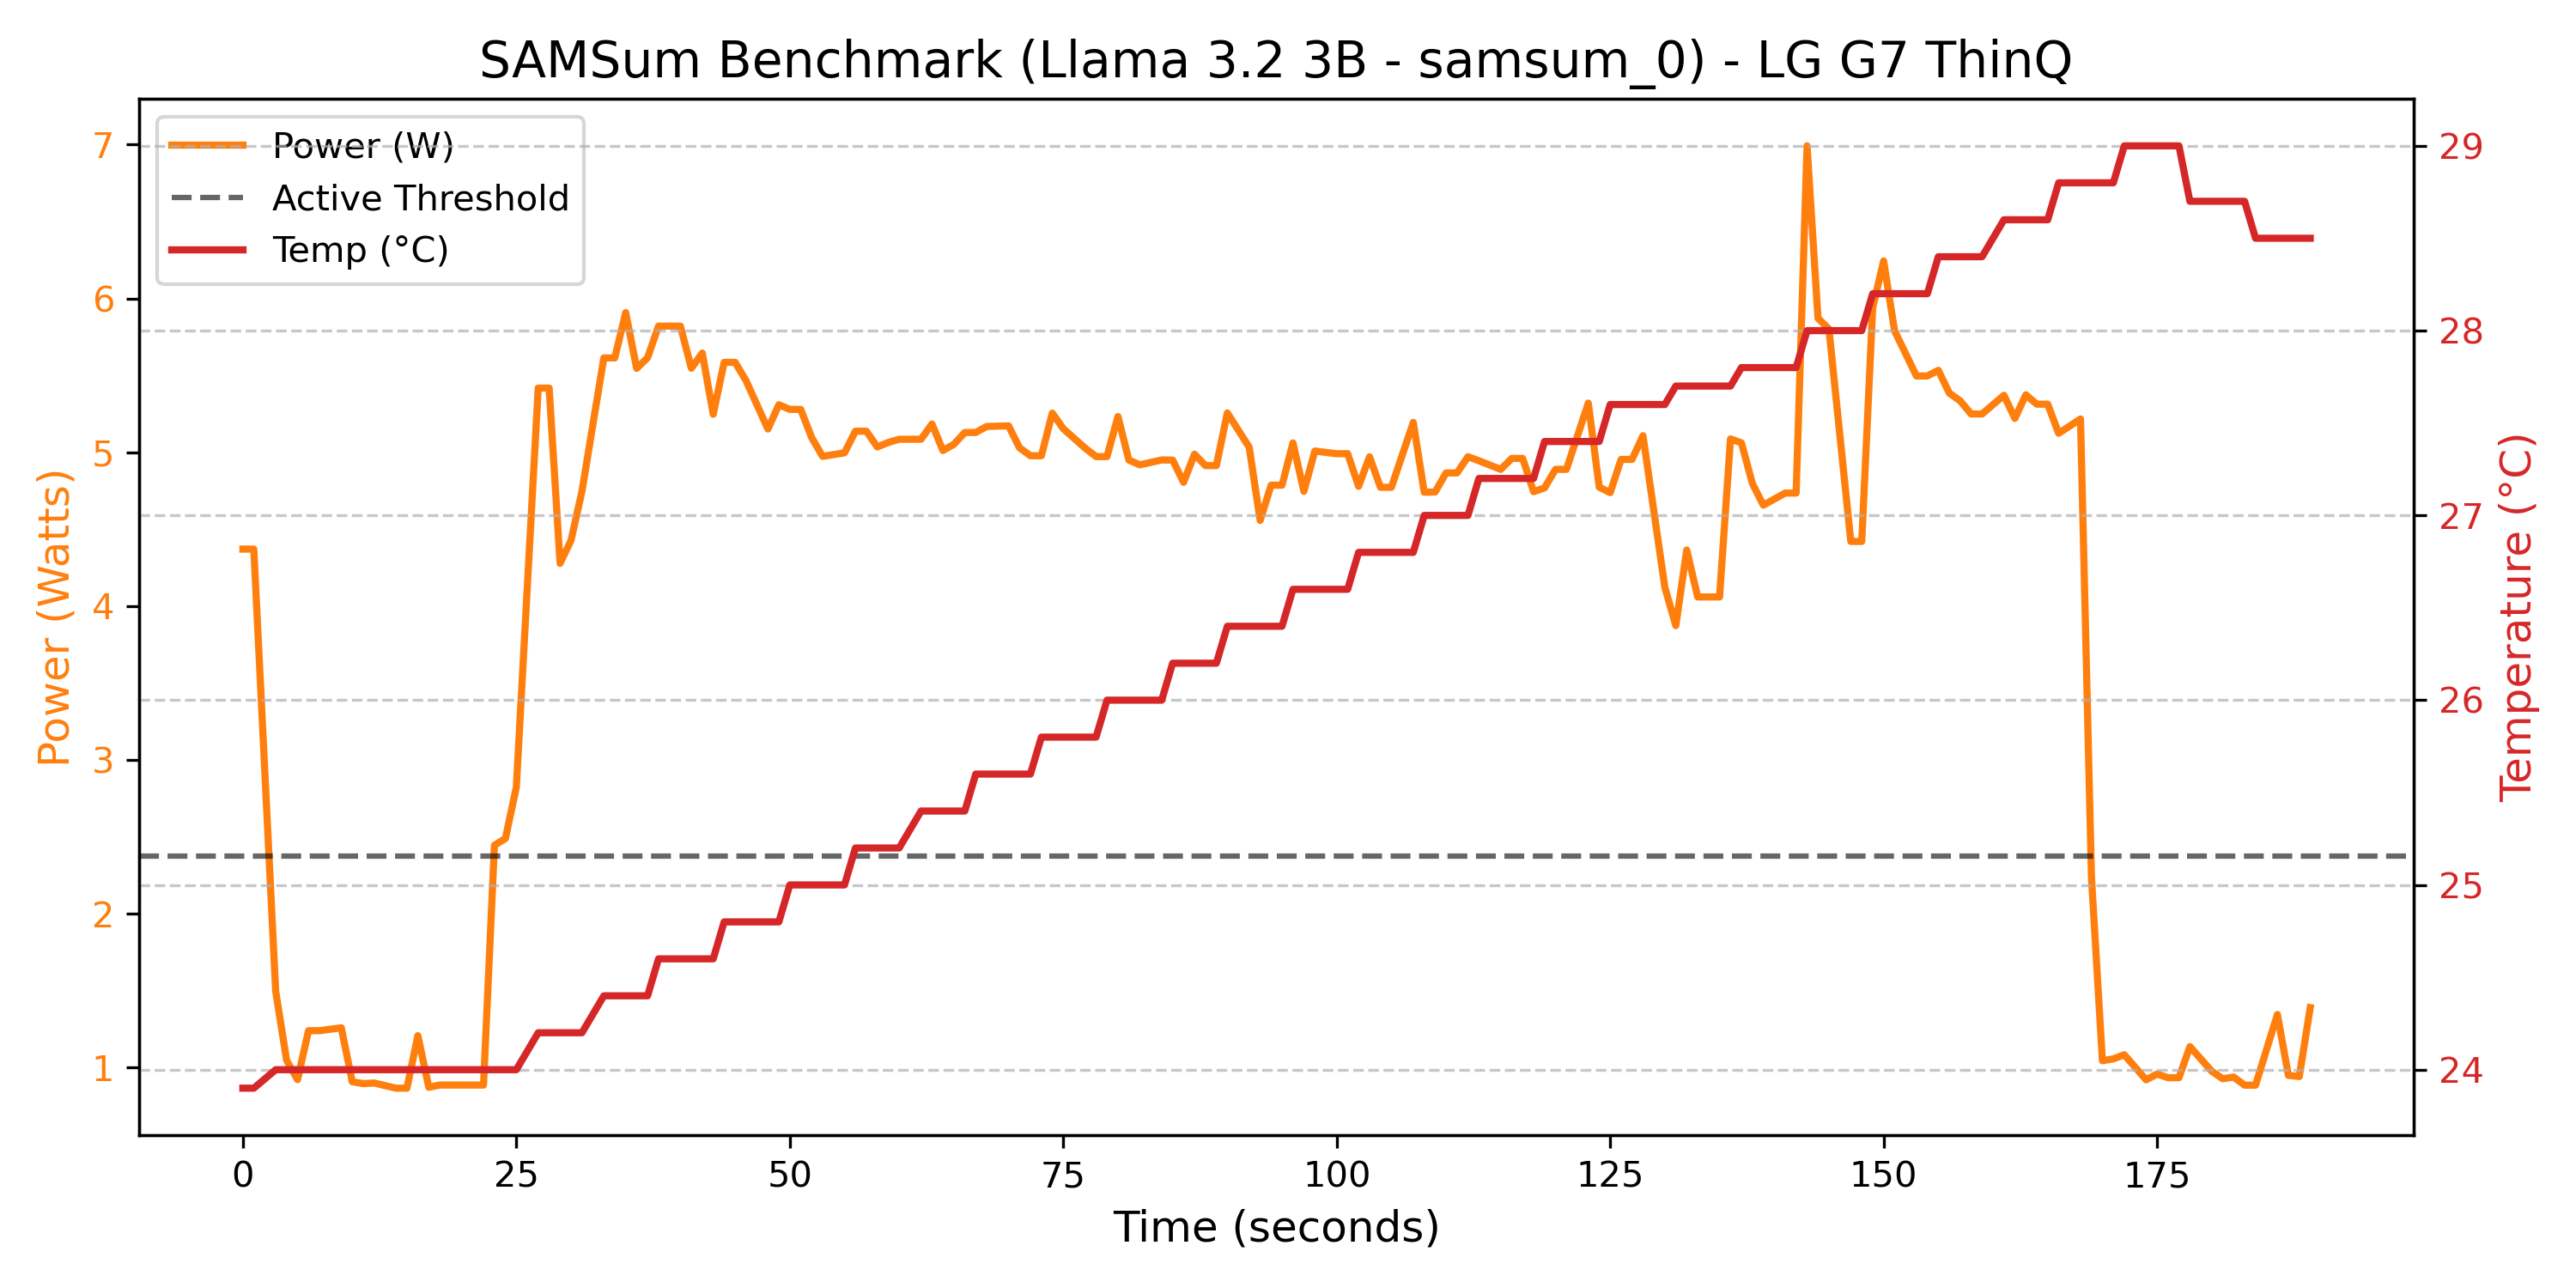 SAMSum Benchmark (Llama 3.2 3B - samsum_0) - LG G7 ThinQ
Power (W)
Active Threshold
Temp (°C)
Power (Watts)
7
6
5
4
3
2
1
29
28
27
26
25
24
Temperature (°C)
0 25 50 75 100 125 150 175
Time (seconds)